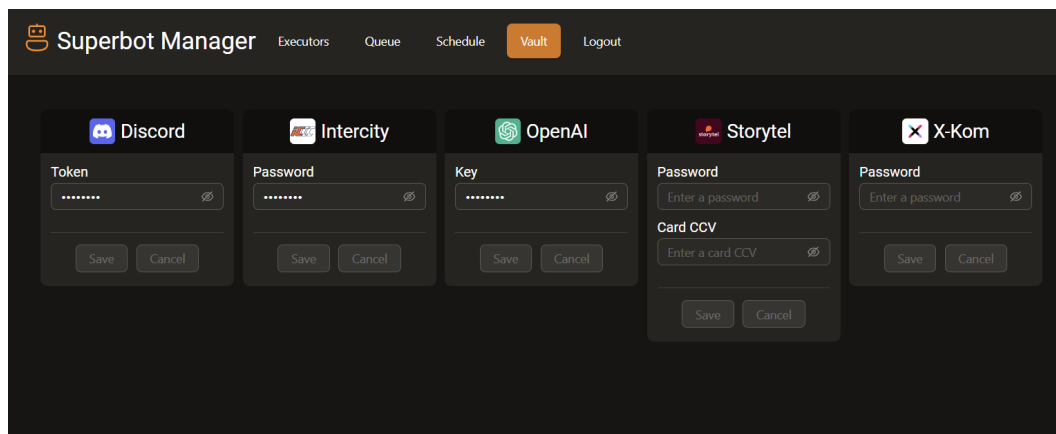 Superbot Manager Executors Queue Schedule Vault Logout
Discord
Token
••••••••
Save Cancel
Intercity
Password
••••••••
Save Cancel
OpenAI
Key
••••••••
Save Cancel
storytel Storytel
Password
Enter a password
Card CCV
Enter a card CCV
Save Cancel
X-Kom
Password
Enter a password
Save Cancel